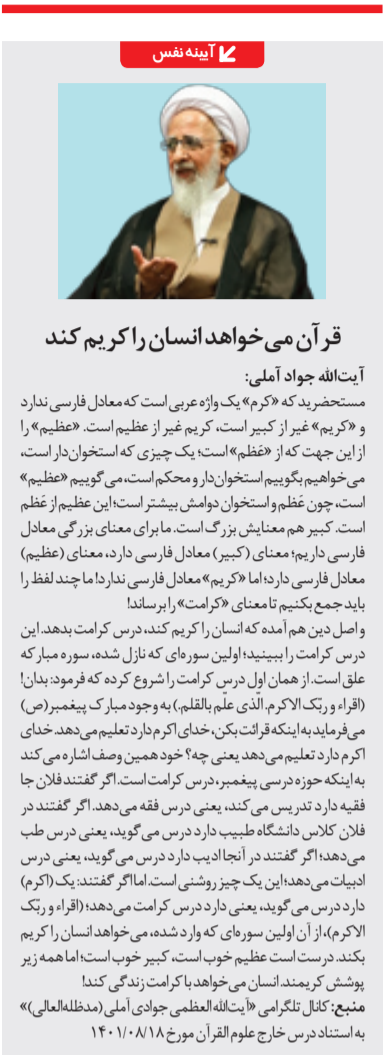 آیینه نفس
قرآن می‌خواهد انسان را کریم کند
آیت‌الله جواد آملی:
مستحضرید که «کرم» یک واژه عربی است که معادل فارسی ندارد
و «کریم» غیر از کبیر است، کریم غیر از عظیم است. «عظیم» را
از این جهت که از «عَظم» است؛ یک چیزی که استخوان‌دار است،
می‌خواهیم بگوییم استخوان‌دار و محکم است، می‌گوییم «عظیم»
است، چون عَظم و استخوان دوامش بیشتر است؛ این عظیم از عَظم
است. کبیر هم معنایش بزرگ است. ما برای معنای بزرگی معادل
فارسی داریم؛ معنای (کبیر) معادل فارسی دارد، معنای (عظیم)
معادل فارسی دارد؛ اما «کریم» معادل فارسی ندارد! ما چند لفظ را
باید جمع بکنیم تا معنای «کرامت» را برساند!
و اصل دین هم آمده که انسان را کریم کند، درس کرامت بدهد. این
درس کرامت را ببینید؛ اولین سوره‌ای که نازل شده، سوره مبارکه
علق است. از همان اول درس کرامت را شروع کرده که فرمود: بدان!
(اقراء و ربّک الاکرم. الّذی علّم بالقلم.) به وجود مبارک پیغمبر(ص)
می‌فرماید به اینکه قرائت بکن، خدای اکرم دارد تعلیم می‌دهد. خدای
اکرم دارد تعلیم می‌دهد یعنی چه؟ خود همین وصف اشاره می کند
به اینکه حوزه درسی پیغمبر، درس کرامت است. اگر گفتند فلان جا
فقیه دارد تدریس می کند، یعنی درس فقه می‌دهد. اگر گفتند در
فلان کلاس دانشگاه طبیب دارد درس می گوید، یعنی درس طب
می‌دهد؛ اگر گفتند در آنجا ادیب دارد درس می گوید، یعنی درس
ادبیات می‌دهد؛ این یک چیز روشنی است. اما اگر گفتند: یک (اکرم)
دارد درس می گوید، یعنی دارد درس کرامت می‌دهد؛ (اقراء و ربّک
الاکرم)، از آن اولین سوره‌ای که وارد شده، می‌خواهد انسان را کریم
بکند. درست است عظیم خوب است، کبیر خوب است؛ اما همه زیر
پوشش کریمند. انسان می‌خواهد با کرامت زندگی کند!
منبع: کانال تلگرامی «آیت‌الله‌العظمی جوادی آملی (مدظله‌العالی)»
به استناد درس خارج علوم القرآن مورخ ۱۴۰۱/۰۸/۱۸